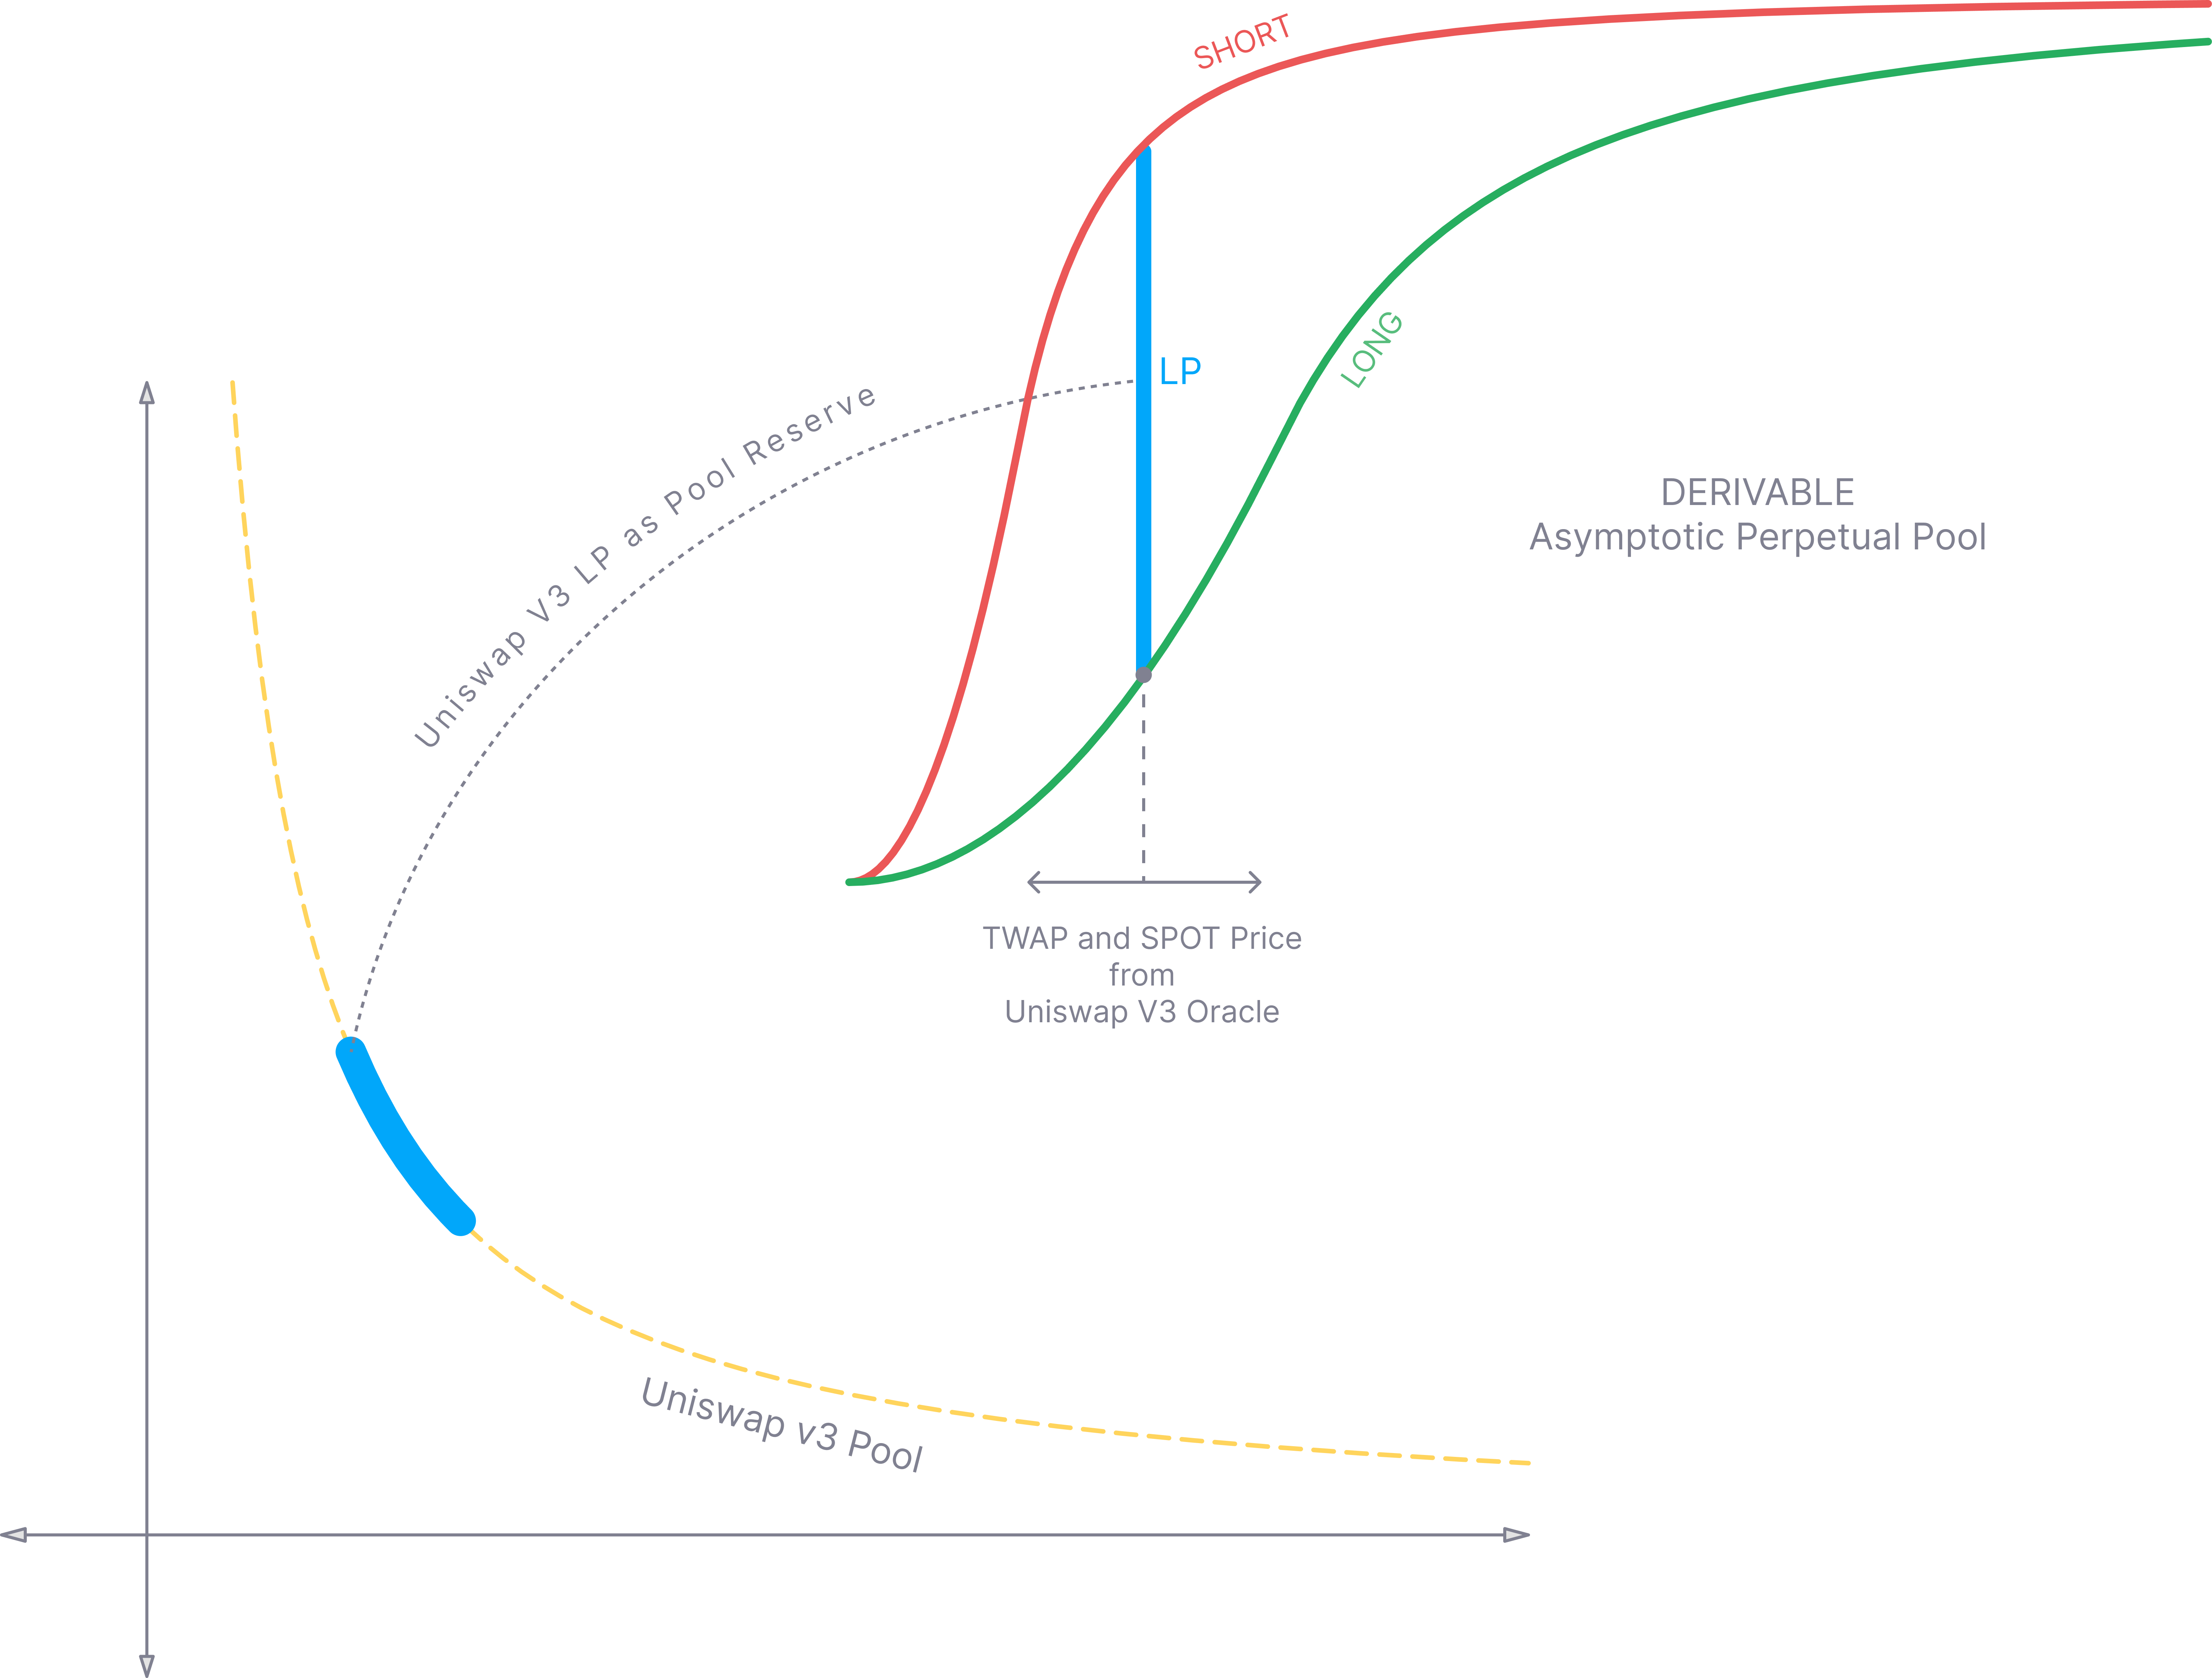 SHORT
LP
LONG
Uniswap V3 LP as Pool Reserve
DERIVABLE
Asymptotic Perpetual Pool
TWAP and SPOT Price
from
Uniswap V3 Oracle
Uniswap v3 Pool